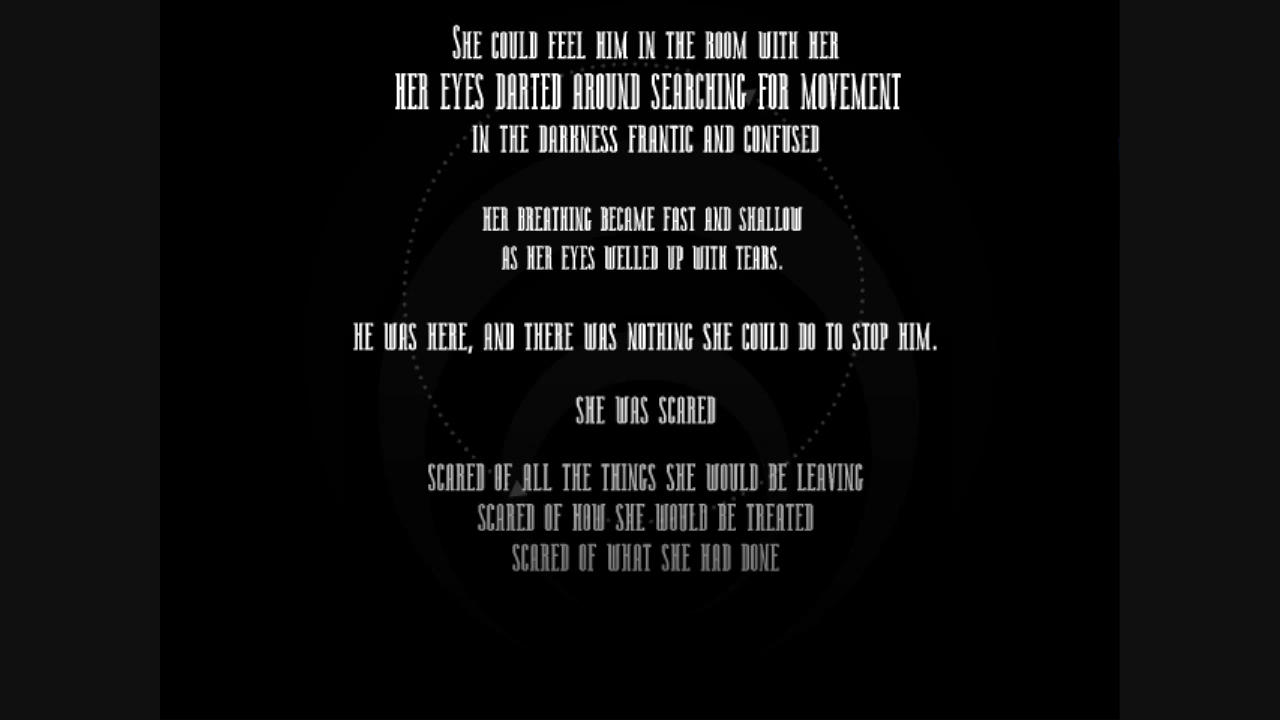 She could feel him in the room with her
her eyes darted around searching for movement
in the darkness frantic and confused
her breathing became fast and shallow
as her eyes welled up with tears.
he was here, and there was nothing she could do to stop him.
she was scared
scared of all the things she would be leaving
scared of how she would be treated
scared of what she had done